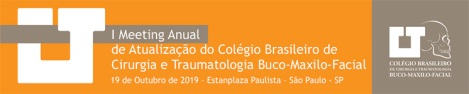 I Meeting Anual
de Atualização do Colégio Brasileiro de
Cirurgia e Traumatologia Buco-Maxilo-Facial
19 de Outubro de 2019 - Estanplaza Paulista - São Paulo - SP
COLÉGIO BRASILEIRO
DE CIRURGIA E TRAUMATOLOGIA
BUCO-MAXILO-FACIAL